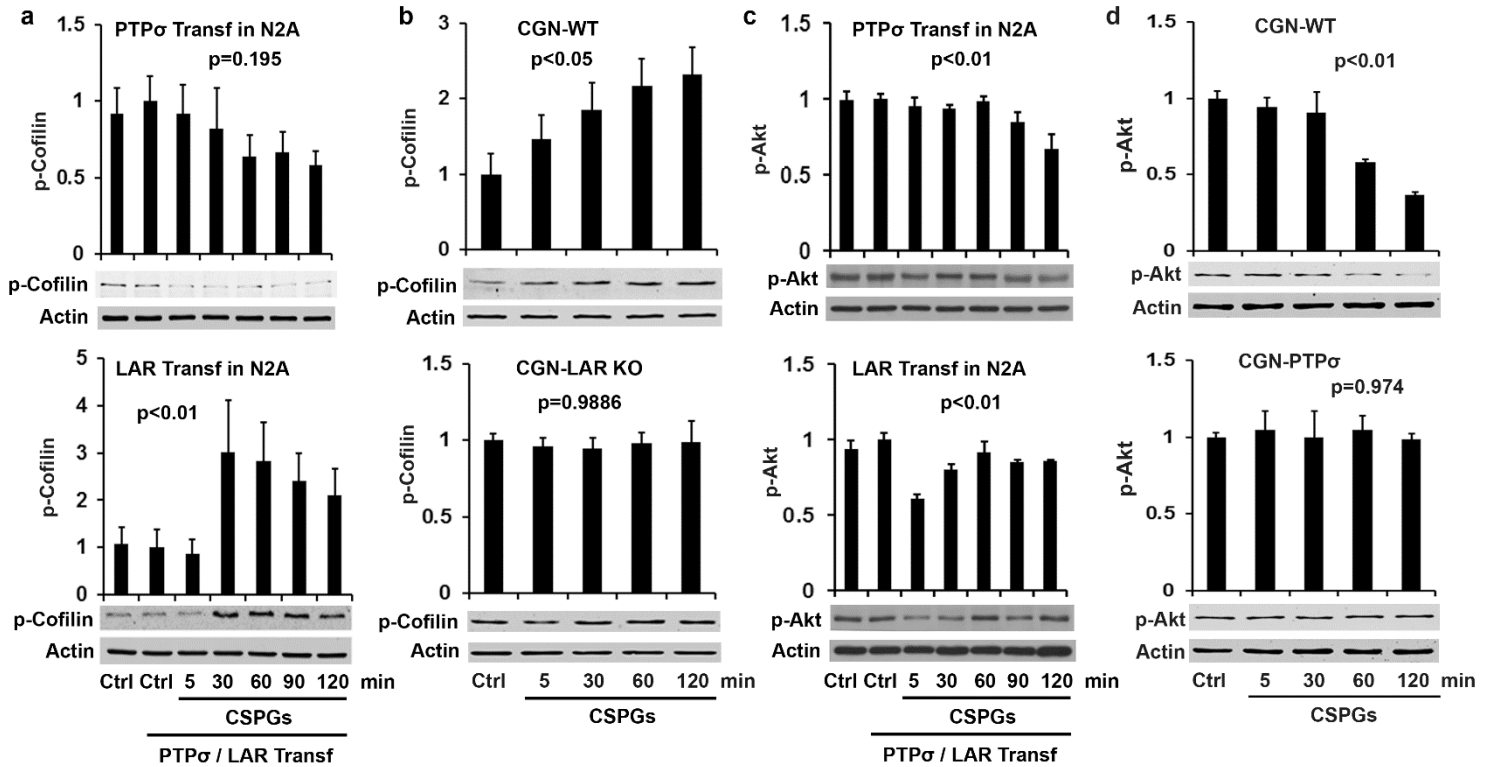 a
PTPσ Transf in N2A
p=0.195
p-Cofilin
1.5
1
0.5
0
p-Cofilin
Actin
LAR Transf in N2A
p<0.01
p-Cofilin
5
4
3
2
1
0
p-Cofilin
Actin
Ctrl Ctrl 5 30 60 90 120 min
CSPGs
PTPσ / LAR Transf
b
CGN-WT
p<0.05
p-Cofilin
3
2
1
0
p-Cofilin
Actin
CGN-LAR KO
p=0.9886
p-Cofilin
1.5
1
0.5
0
p-Cofilin
Actin
Ctrl 5 30 60 120
CSPGs
c
PTPσ Transf in N2A
p<0.01
p-Akt
1.5
1
0.5
0
p-Akt
Actin
LAR Transf in N2A
p<0.01
p-Akt
1.5
1
0.5
0
p-Akt
Actin
Ctrl Ctrl 5 30 60 90 120 min
CSPGs
PTPσ / LAR Transf
d
CGN-WT
p<0.01
p-Akt
1.5
1
0.5
0
p-Akt
Actin
CGN-PTPσ
p=0.974
p-Akt
1.5
1
0.5
0
p-Akt
Actin
Ctrl 5 30 60 120 min
CSPGs